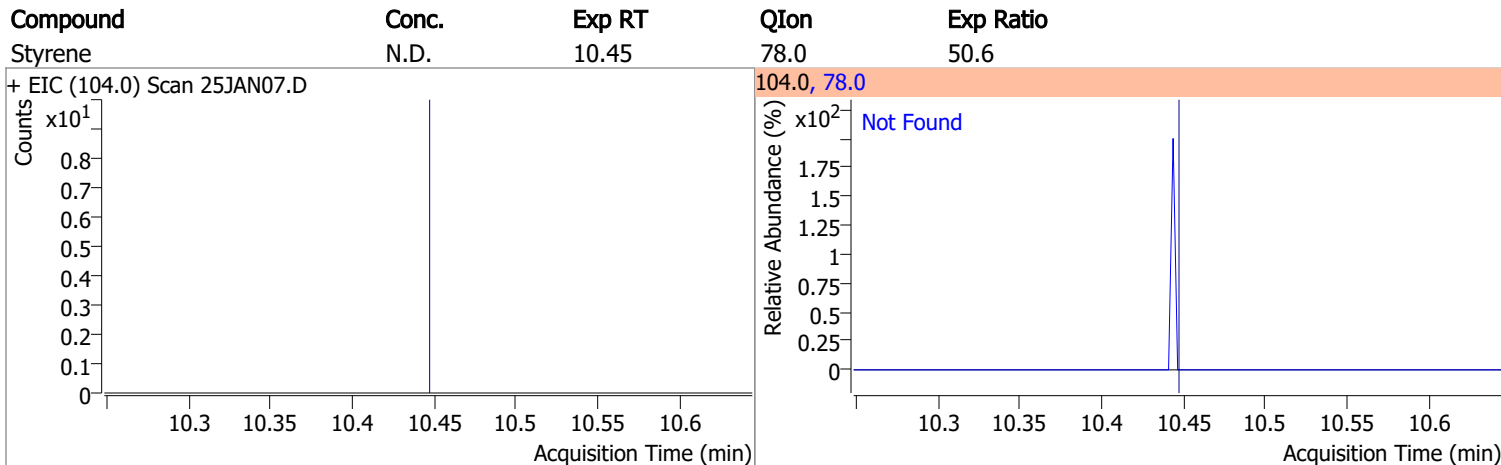 Compound Conc. Exp RT QIon Exp Ratio
Styrene N.D. 10.45 78.0 50.6
+ EIC (104.0) Scan 25JAN07.D
Counts
x10¹
0.8
0.7
0.6
0.5
0.4
0.3
0.2
0.1
0
10.3 10.35 10.4 10.45 10.5 10.55 10.6
Acquisition Time (min)
104.0, 78.0
Relative Abundance (%)
x10²
Not Found
1.75
1.5
1.25
1
0.75
0.5
0.25
0
10.3 10.35 10.4 10.45 10.5 10.55 10.6
Acquisition Time (min)